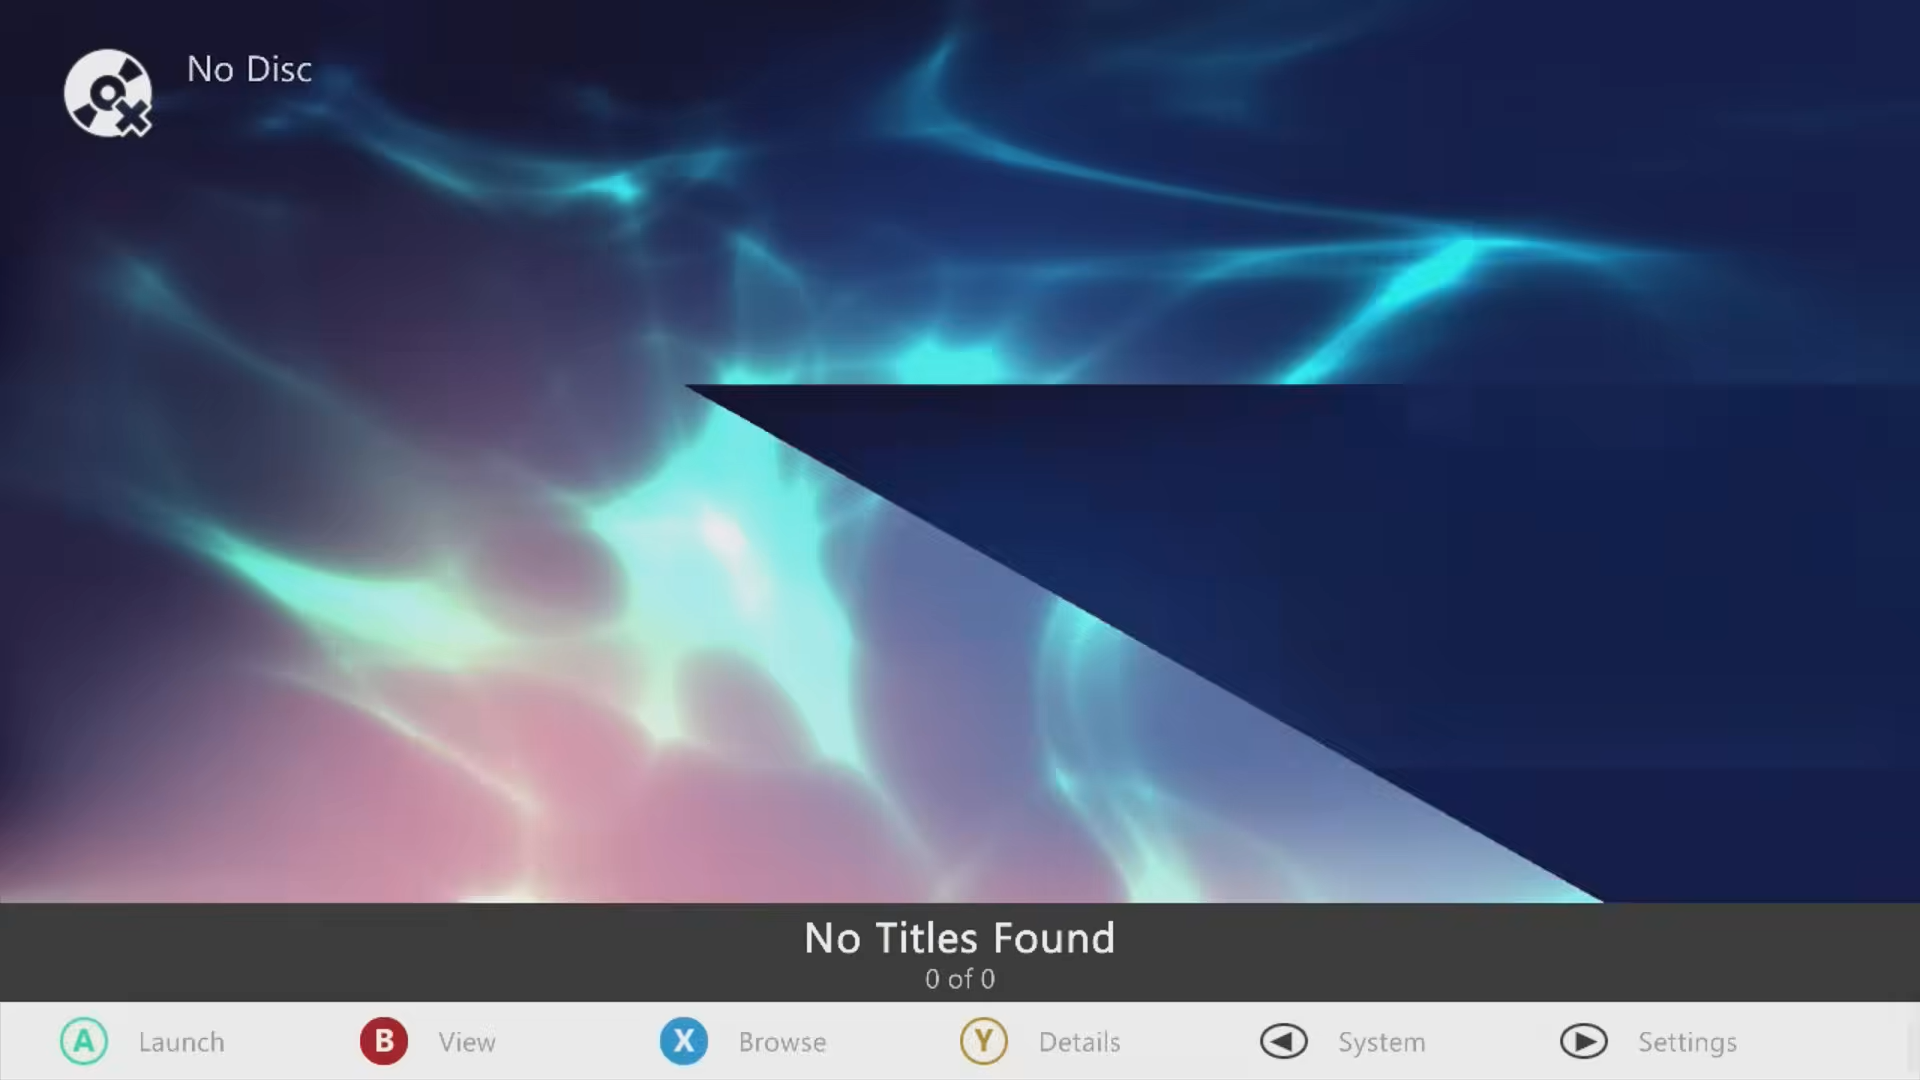 No Disc
No Titles Found
0 of 0
A Launch B View X Browse Y Details System Settings